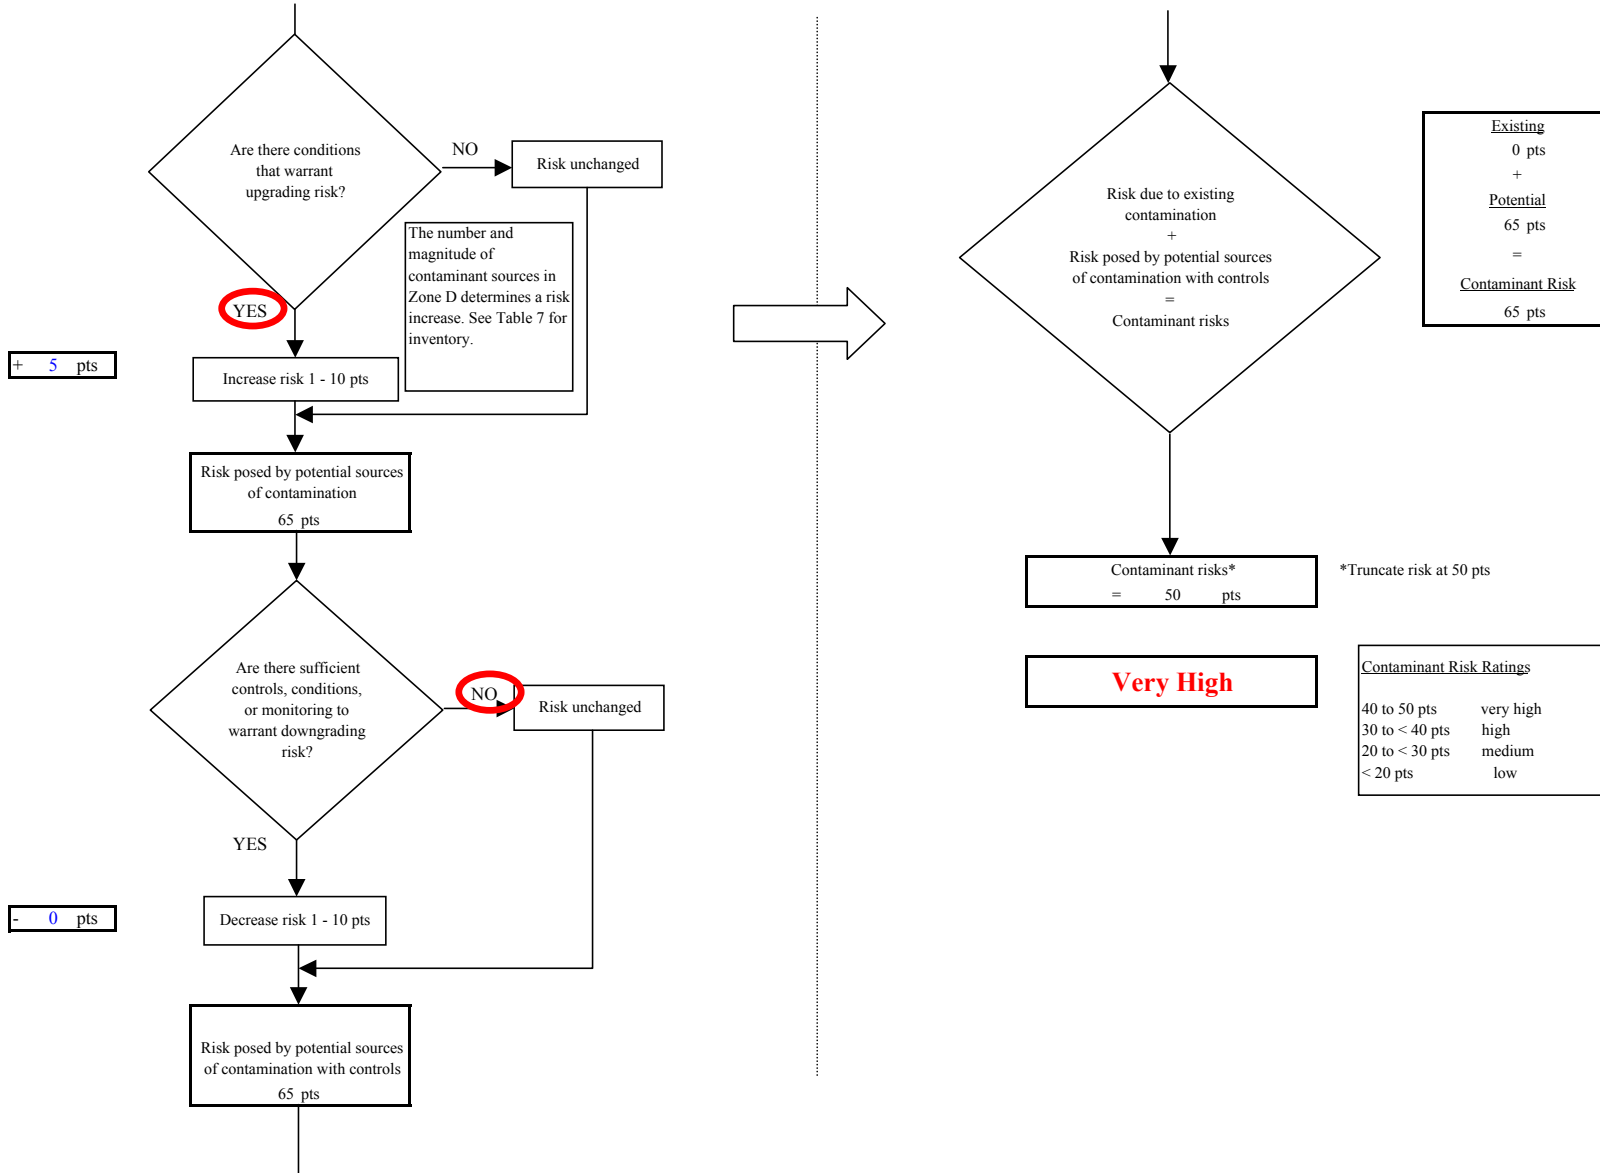 Are there conditions
that warrant
upgrading risk?
NO
Risk unchanged
The number and
magnitude of
contaminant sources in
Zone D determines a risk
increase. See Table 7 for
inventory.
YES
+ 5 pts
Increase risk 1 - 10 pts
Risk posed by potential sources
of contamination
65 pts
Are there sufficient
controls, conditions,
or monitoring to
warrant downgrading
risk?
NO
Risk unchanged
YES
- 0 pts
Decrease risk 1 - 10 pts
Risk posed by potential sources
of contamination with controls
65 pts
Risk due to existing
contamination
+
Risk posed by potential sources
of contamination with controls
=
Contaminant risks
Existing
0 pts
+
Potential
65 pts
=
Contaminant Risk
65 pts
Contaminant risks*
= 50 pts
*Truncate risk at 50 pts
Very High
Contaminant Risk Ratings
40 to 50 pts very high
30 to < 40 pts high
20 to < 30 pts medium
< 20 pts low